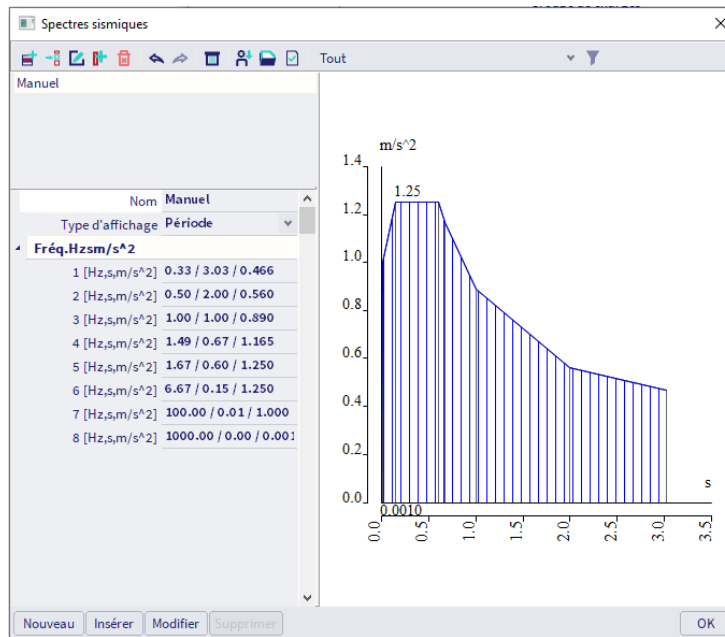 Spectres sismiques
Tout
Manuel
Nom Manuel
Type d'affichage Période
Fréq.Hzsm/s^2
1 [Hz,s,m/s^2] 0.33 / 3.03 / 0.466
2 [Hz,s,m/s^2] 0.50 / 2.00 / 0.560
3 [Hz,s,m/s^2] 1.00 / 1.00 / 0.890
4 [Hz,s,m/s^2] 1.49 / 0.67 / 1.165
5 [Hz,s,m/s^2] 1.67 / 0.60 / 1.250
6 [Hz,s,m/s^2] 6.67 / 0.15 / 1.250
7 [Hz,s,m/s^2] 100.00 / 0.01 / 1.000
8 [Hz,s,m/s^2] 1000.00 / 0.00 / 0.001
m/s^2
1.4
1.25
1.2
1.0
0.8
0.6
0.4
0.2
s
0.0
0.0010
0.0 0.5 1.0 1.5 2.0 2.5 3.0 3.5
Nouveau Insérer Modifier Supprimer OK